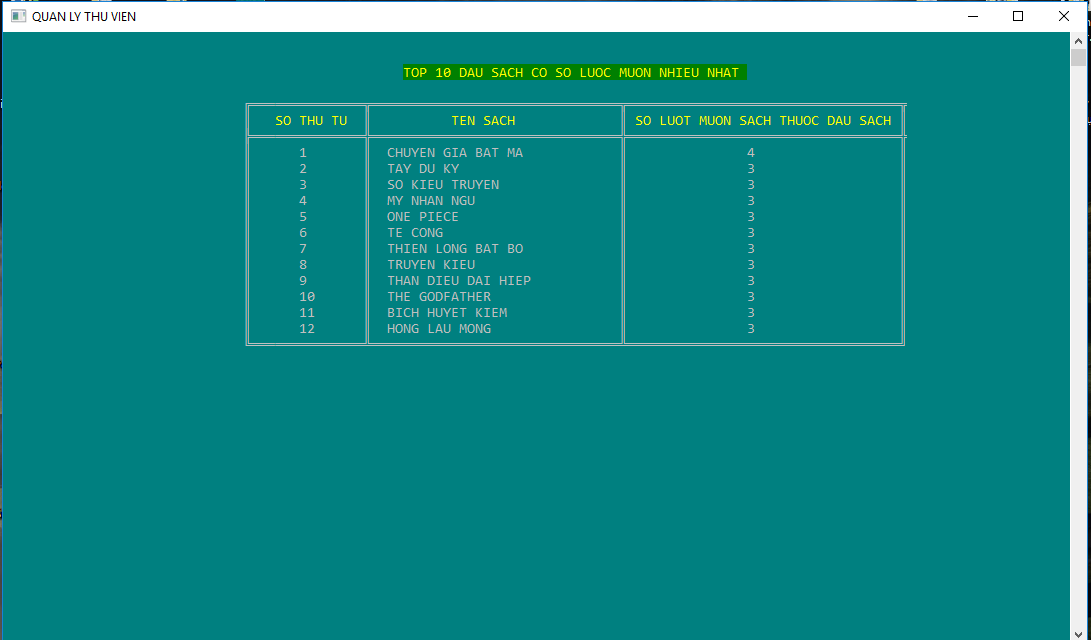 QUAN LY THU VIEN
TOP 10 DAU SACH CO SO LUOC MUON NHIEU NHAT
SO THU TU TEN SACH SO LUOT MUON SACH THUOC DAU SACH
1 CHUYEN GIA BAT MA 4
2 TAY DU KY 3
3 SO KIEU TRUYEN 3
4 MY NHAN NGU 3
5 ONE PIECE 3
6 TE CONG 3
7 THIEN LONG BAT BO 3
8 TRUYEN KIEU 3
9 THAN DIEU DAI HIEP 3
10 THE GODFATHER 3
11 BICH HUYET KIEM 3
12 HONG LAU MONG 3